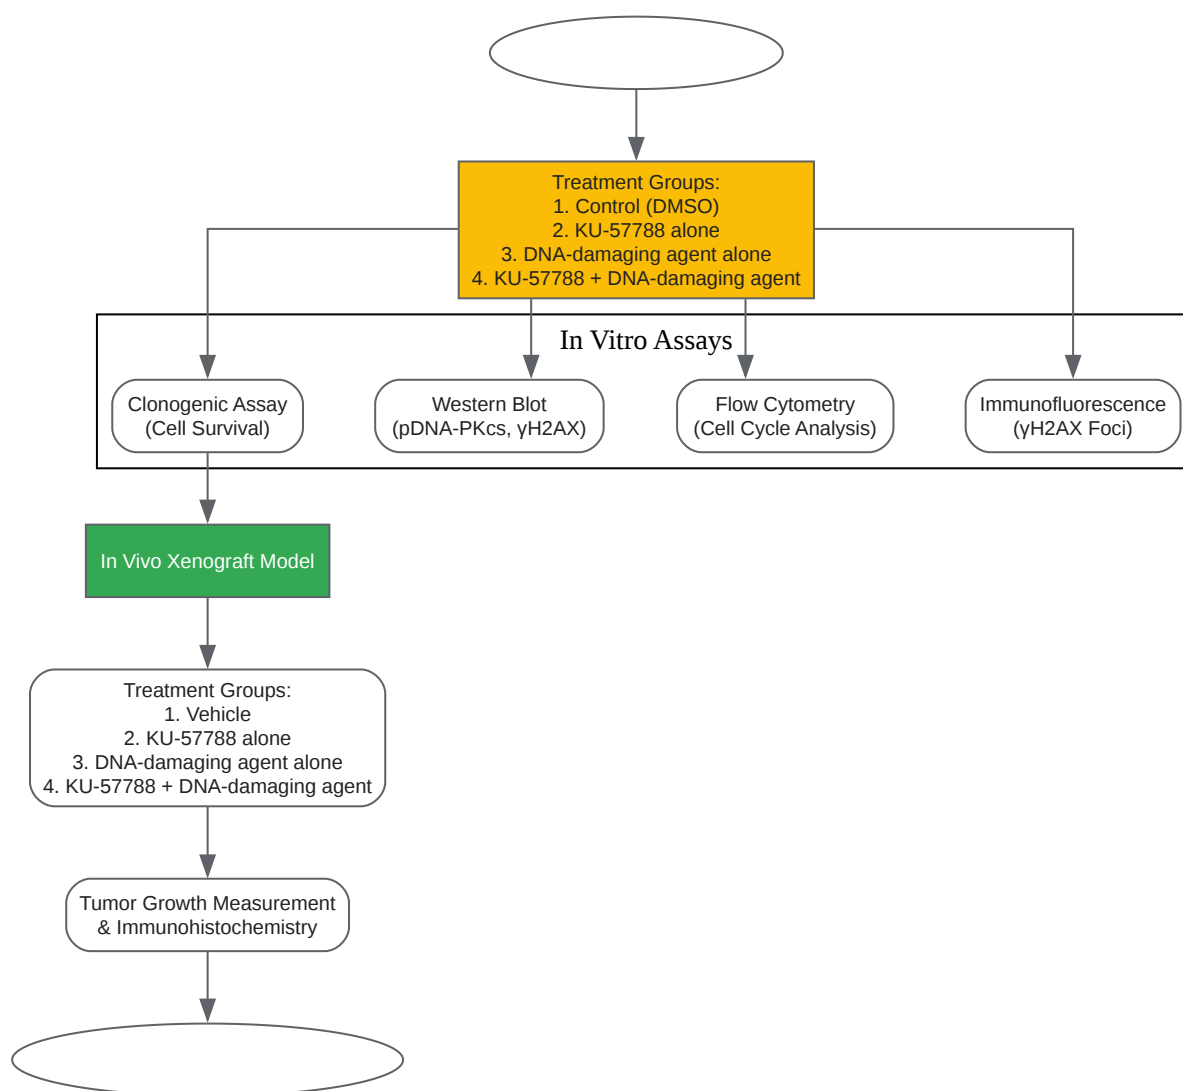 Treatment Groups:
1. Control (DMSO)
2. KU-57788 alone
3. DNA-damaging agent alone
4. KU-57788 + DNA-damaging agent
In Vitro Assays
Clonogenic Assay
(Cell Survival)
Western Blot
(pDNA-PKcs, γH2AX)
Flow Cytometry
(Cell Cycle Analysis)
Immunofluorescence
(γH2AX Foci)
In Vivo Xenograft Model
Treatment Groups:
1. Vehicle
2. KU-57788 alone
3. DNA-damaging agent alone
4. KU-57788 + DNA-damaging agent
Tumor Growth Measurement
& Immunohistochemistry